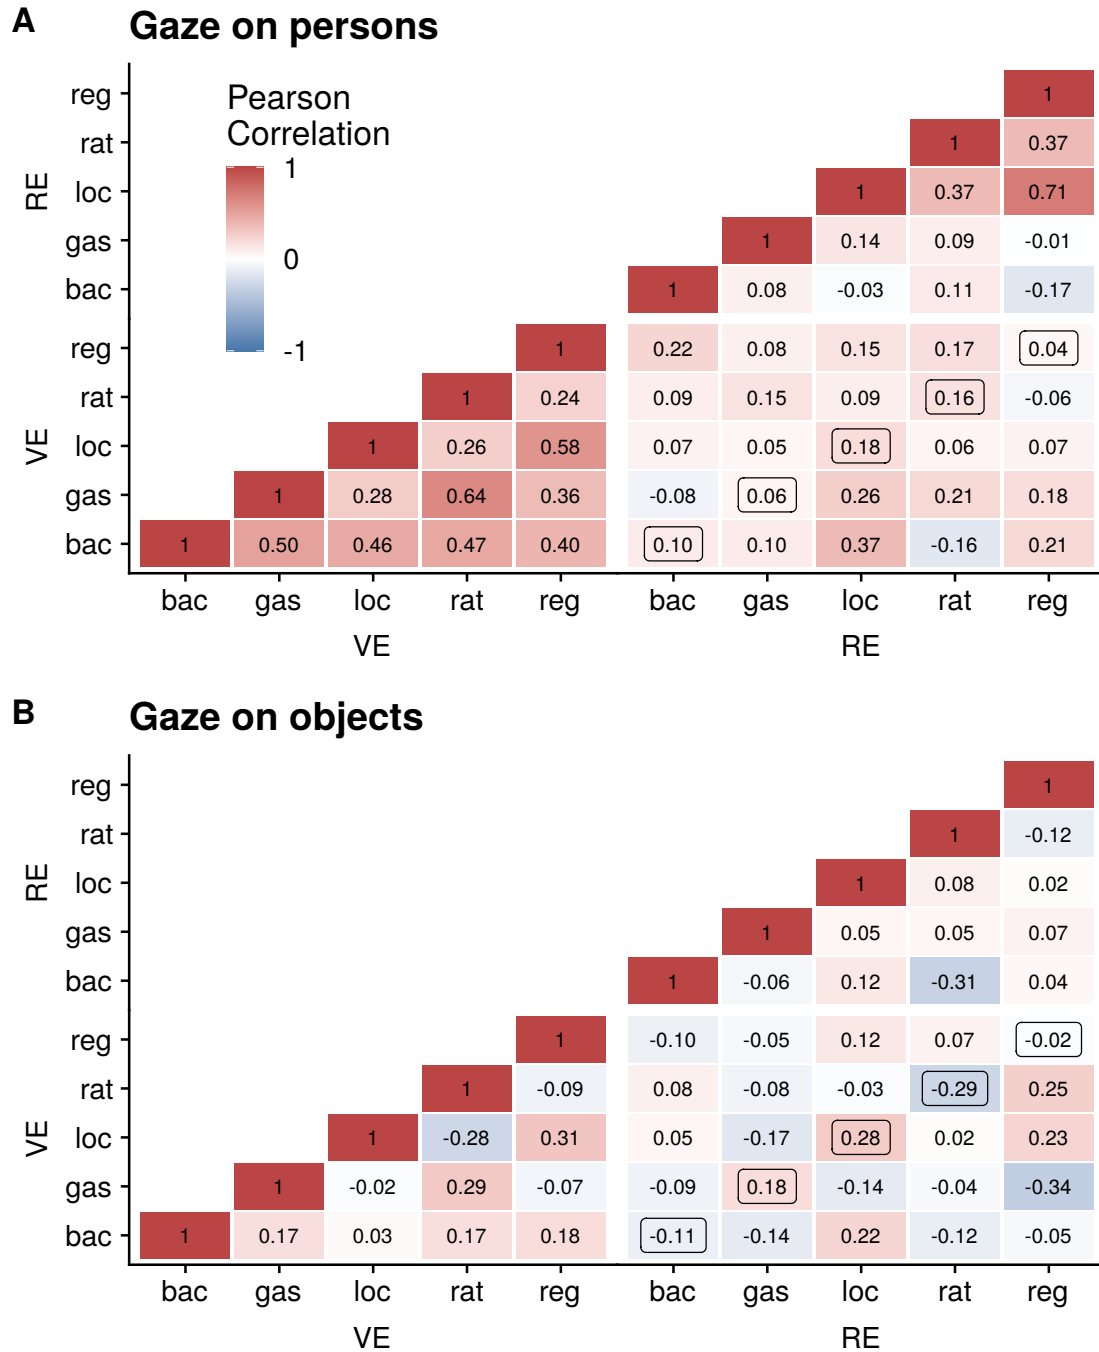 A Gaze on persons
Pearson
Correlation
1
0
-1
RE
reg 1
rat 1 0.37
loc 1 0.37 0.71
gas 1 0.14 0.09 -0.01
bac 1 0.08 -0.03 0.11 -0.17
VE
reg 1 0.22 0.08 0.15 0.17 0.04
rat 1 0.24 0.09 0.15 0.09 0.16 -0.06
loc 1 0.26 0.58 0.07 0.05 0.18 0.06 0.07
gas 1 0.28 0.64 0.36 -0.08 0.06 0.26 0.21 0.18
bac 1 0.50 0.46 0.47 0.40 0.10 0.10 0.37 -0.16 0.21
bac gas loc rat reg bac gas loc rat reg
VE RE
B Gaze on objects
RE
reg 1
rat 1 -0.12
loc 1 0.08 0.02
gas 1 0.05 0.05 0.07
bac 1 -0.06 0.12 -0.31 0.04
VE
reg 1 -0.10 -0.05 0.12 0.07 -0.02
rat 1 -0.09 0.08 -0.08 -0.03 -0.29 0.25
loc 1 -0.28 0.31 0.05 -0.17 0.28 0.02 0.23
gas 1 -0.02 0.29 -0.07 -0.09 0.18 -0.14 -0.04 -0.34
bac 1 0.17 0.03 0.17 0.18 -0.11 -0.14 0.22 -0.12 -0.05
bac gas loc rat reg bac gas loc rat reg
VE RE